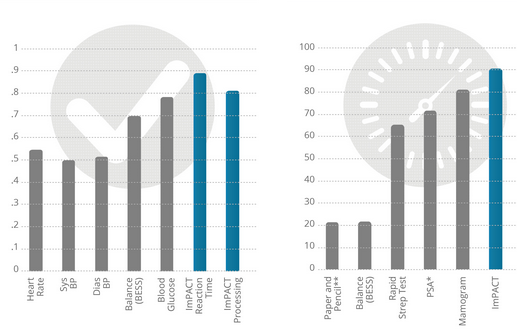 1
.9
.8
.7
.6
.5
.4
.3
.2
.1
0
Heart
Rate
Sys
BP
Dias
BP
Balance
(BESS)
Blood
Glucose
ImPACT
Reaction
Time
ImPACT
Processing
100
90
80
70
60
50
40
30
20
10
0
Paper and
Pencil**
Balance
(BESS)
Rapid
Strep Test
PSA*
Mamogram
ImPACT